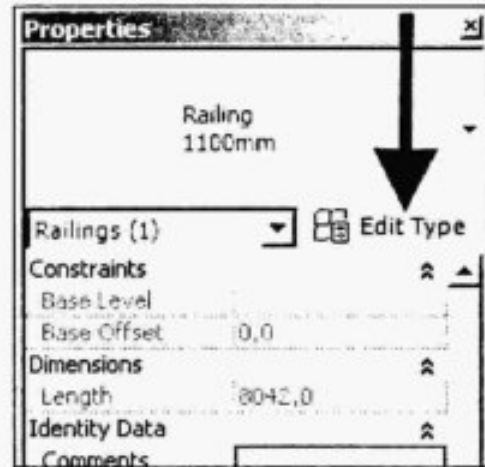 Properties
Railing
1100mm
Railings (1) Edit Type
Constraints
Base Level
Base Offset 0,0
Dimensions
Length 8042,0
Identity Data
Comments